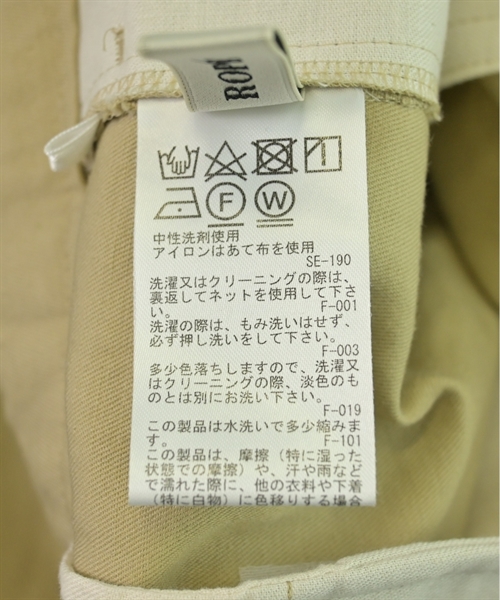 ROM
F W
中性洗剤使用
アイロンはあて布を使用
SE-190
洗濯又はクリーニングの際は、
裏返してネットを使用して下さ
い。
F-001
洗濯の際は、もみ洗いはせず、
必ず押し洗いをして下さい。
F-003
多少色落ちしますので、洗濯又
はクリーニングの際、淡色のも
のとは別にお洗い下さい。
F-019
この製品は水洗いで多少縮みま
す。
F-101
この製品は、摩擦（特に湿った
状態での摩擦）や、汗や雨など
で濡れた際に、他の衣料や下着
（特に白物）に色移りする場合